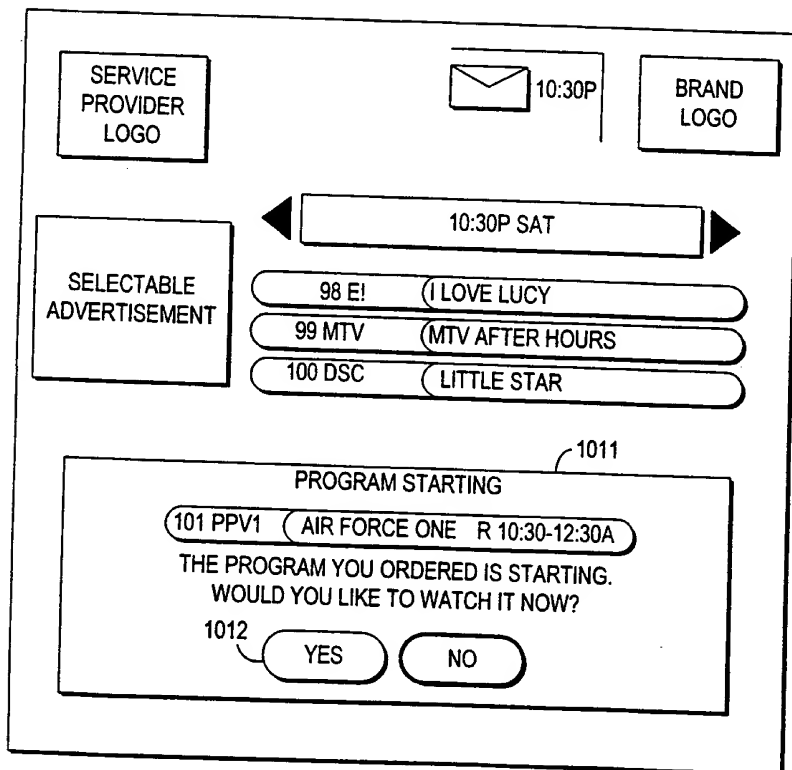 SERVICE
PROVIDER
LOGO
10:30P
BRAND
LOGO
10:30P SAT
SELECTABLE
ADVERTISEMENT
98 E! I LOVE LUCY
99 MTV MTV AFTER HOURS
100 DSC LITTLE STAR
1011
PROGRAM STARTING
101 PPV1 AIR FORCE ONE R 10:30-12:30A
THE PROGRAM YOU ORDERED IS STARTING.
WOULD YOU LIKE TO WATCH IT NOW?
1012
YES NO